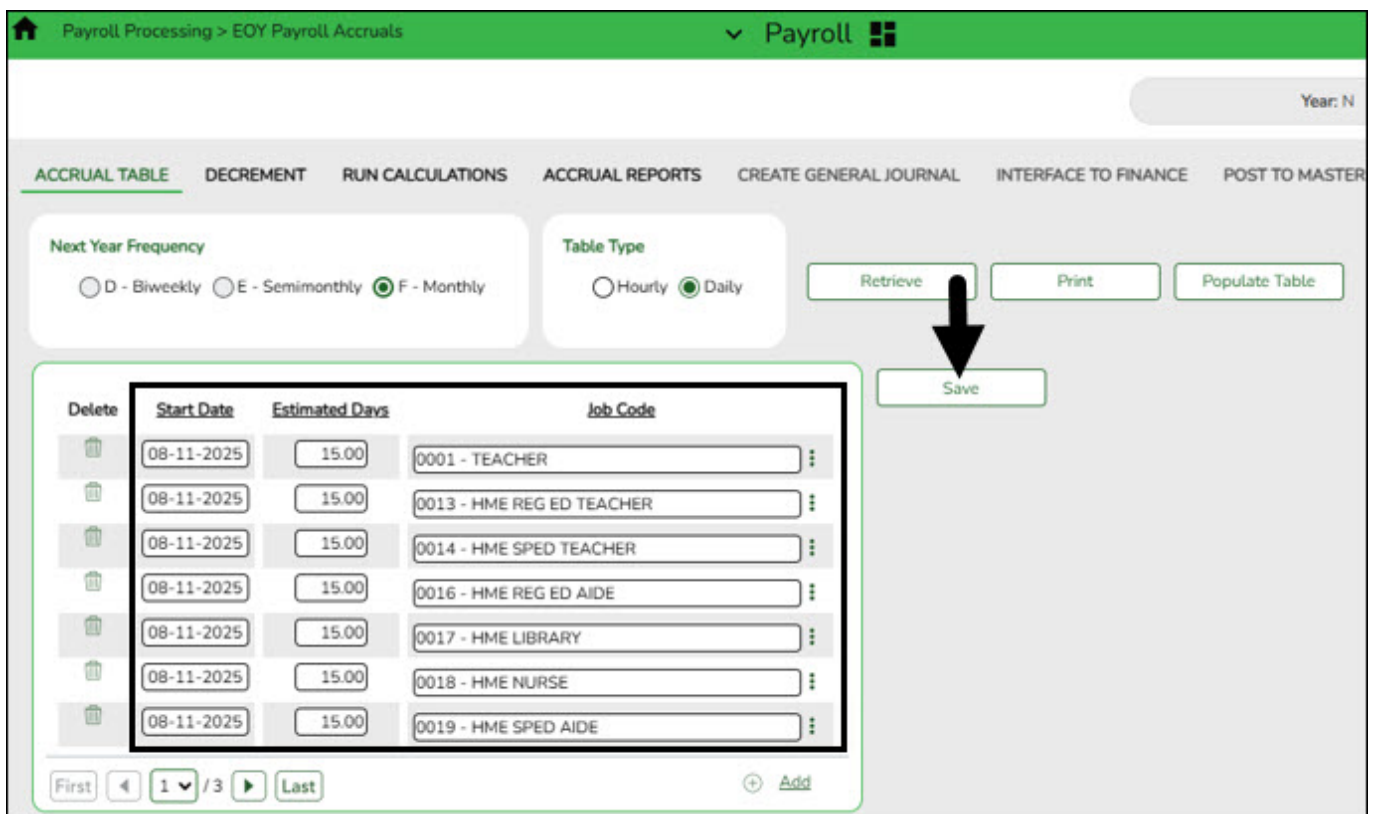 Payroll Processing > EOY Payroll Accruals
Payroll
Year: N
ACCRUAL TABLE DECREMENT RUN CALCULATIONS ACCRUAL REPORTS CREATE GENERAL JOURNAL INTERFACE TO FINANCE POST TO MASTER
Next Year Frequency
D - Biweekly E - Semimonthly F - Monthly
Table Type
Hourly Daily
Retrieve Print Populate Table
Save
Delete Start Date Estimated Days Job Code
08-11-2025 15.00 0001 - TEACHER
08-11-2025 15.00 0013 - HME REG ED TEACHER
08-11-2025 15.00 0014 - HME SPED TEACHER
08-11-2025 15.00 0016 - HME REG ED AIDE
08-11-2025 15.00 0017 - HME LIBRARY
08-11-2025 15.00 0018 - HME NURSE
08-11-2025 15.00 0019 - HME SPED AIDE
First 1 / 3 Last Add